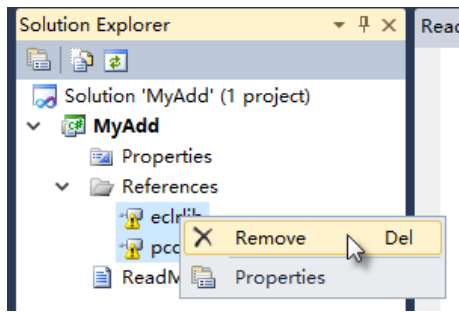 Solution Explorer
Read
Solution 'MyAdd' (1 project)
MyAdd
Properties
References
eclrlib
Remove Del
Properties